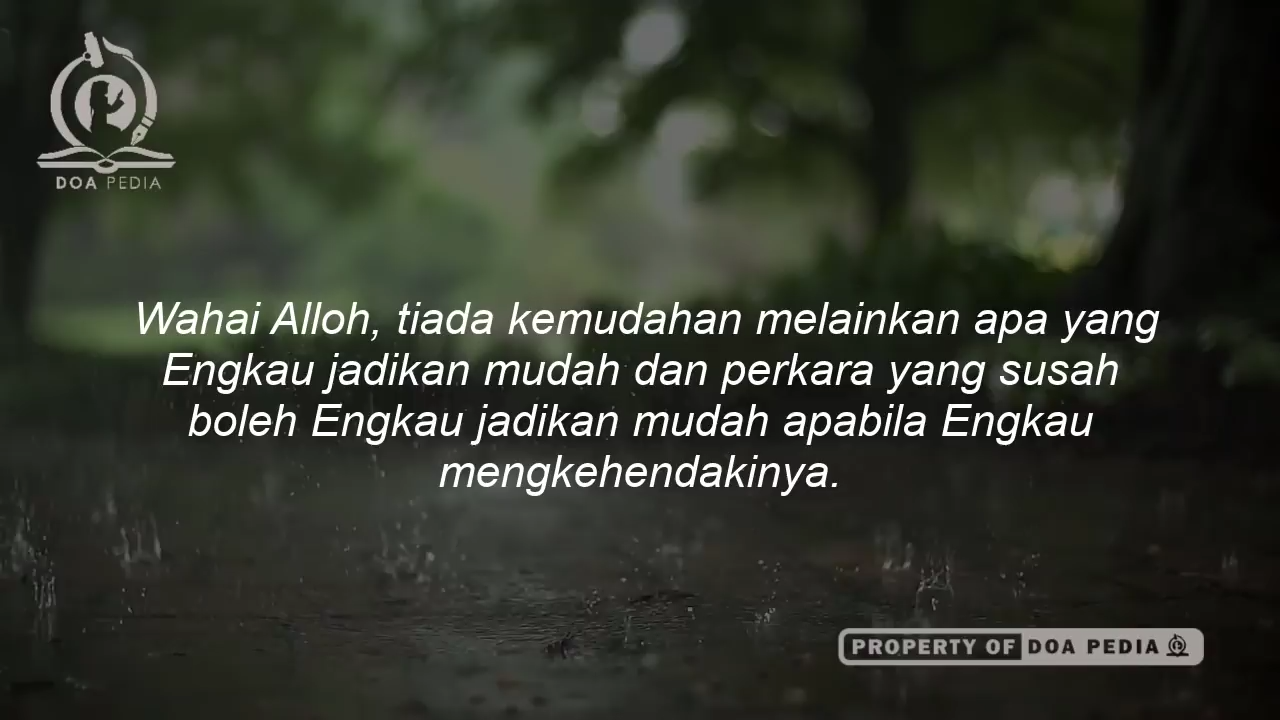 DOA PEDIA
Wahai Alloh, tiada kemudahan melainkan apa yang
Engkau jadikan mudah dan perkara yang susah
boleh Engkau jadikan mudah apabila Engkau
mengkehendakinya.
PROPERTY OF DOA PEDIA